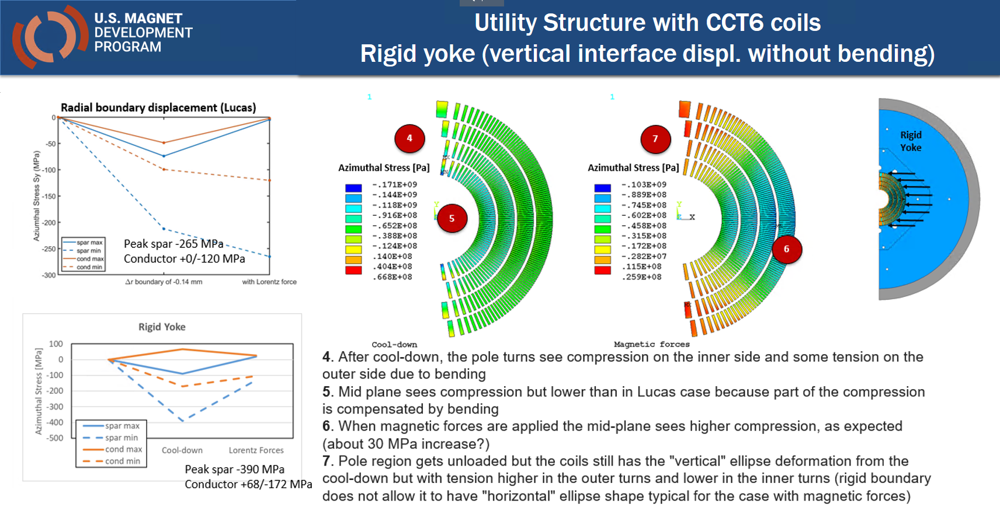 U.S. MAGNET
DEVELOPMENT
PROGRAM
Utility Structure with CCT6 coils
Rigid yoke (vertical interface displ. without bending)
Radial boundary displacement (Lucas)
Aziumthal Stress Sy (MPa)
0
-50
-100
-150
-200
-250
-300
spar max
spar min
cond max
cond min
Peak spar -265 MPa
Conductor +0/-120 MPa
Δr boundary of -0.14 mm
with Lorentz force
Rigid Yoke
Azimuthal Stress [MPa]
100
0
-100
-200
-300
-400
-500
spar max
spar min
cond max
cond min
Cool-down
Lorentz Forces
Peak spar -390 MPa
Conductor +68/-172 MPa
1
4
Azimuthal Stress [Pa]
-.171E+09
-.144E+09
-.118E+09
-.916E+08
-.652E+08
-.388E+08
-.124E+08
.140E+08
.404E+08
.668E+08
MX
MN
Y
5
Cool-down
1
7
Azimuthal Stress [Pa]
-.103E+09
-.889E+08
-.745E+08
-.602E+08
-.458E+08
-.315E+08
-.172E+08
-.282E+07
.115E+08
.259E+08
Y
Z
X
MN
MX
6
Magnetic forces
Rigid
Yoke
4. After cool-down, the pole turns see compression on the inner side and some tension on the
outer side due to bending
5. Mid plane sees compression but lower than in Lucas case because part of the compression
is compensated by bending
6. When magnetic forces are applied the mid-plane sees higher compression, as expected
(about 30 MPa increase?)
7. Pole region gets unloaded but the coils still has the "vertical" ellipse deformation from the
cool-down but with tension higher in the outer turns and lower in the inner turns (rigid boundary
does not allow it to have "horizontal" ellipse shape typical for the case with magnetic forces)